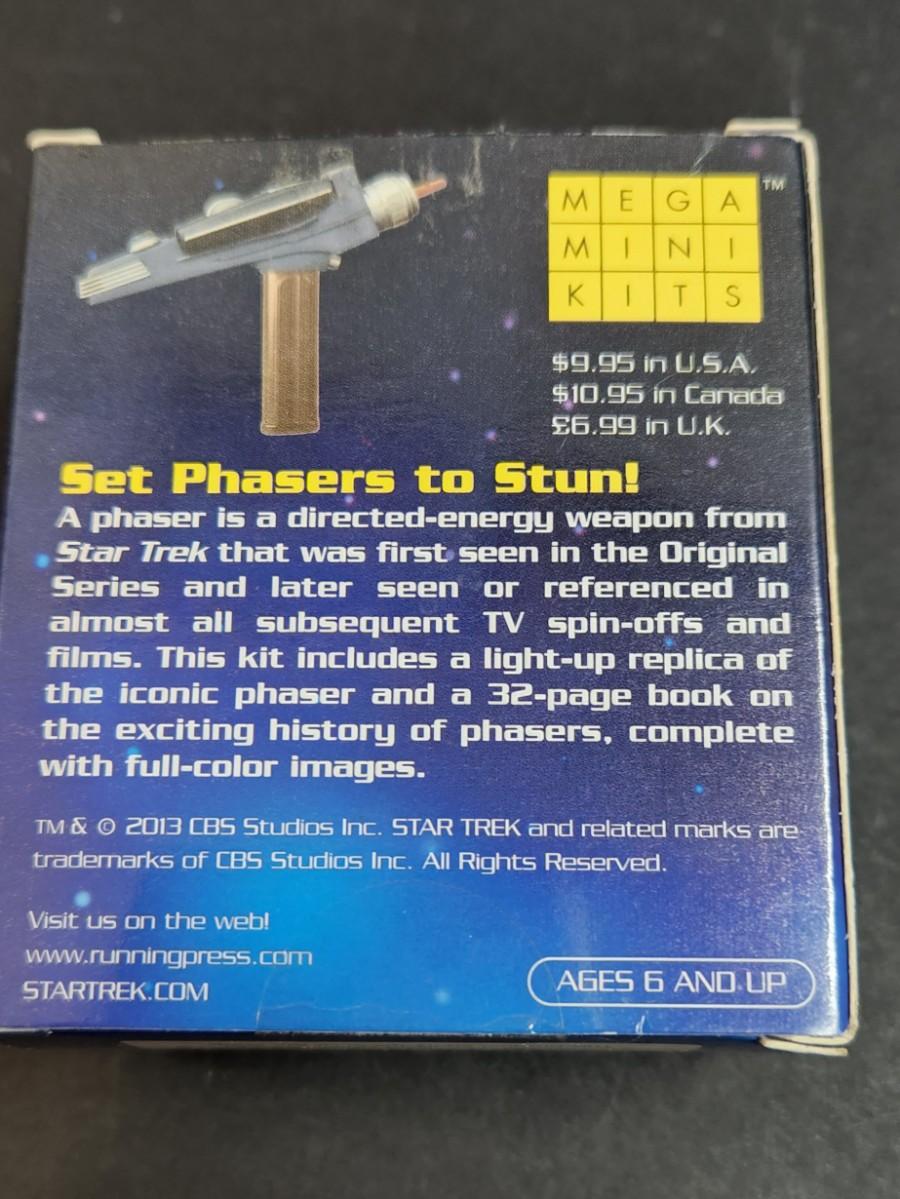 MEGA
MINI
KITS
™
$9.95 in U.S.A.
$10.95 in Canada
£6.99 in U.K.
Set Phasers to Stun!
A phaser is a directed-energy weapon from
Star Trek that was first seen in the Original
Series and later seen or referenced in
almost all subsequent TV spin-offs and
films. This kit includes a light-up replica of
the iconic phaser and a 32-page book on
the exciting history of phasers, complete
with full-color images.
TM & © 2013 CBS Studios Inc. STAR TREK and related marks are
trademarks of CBS Studios Inc. All Rights Reserved.
Visit us on the web!
www.runningpress.com
STARTREK.COM
AGES 6 AND UP